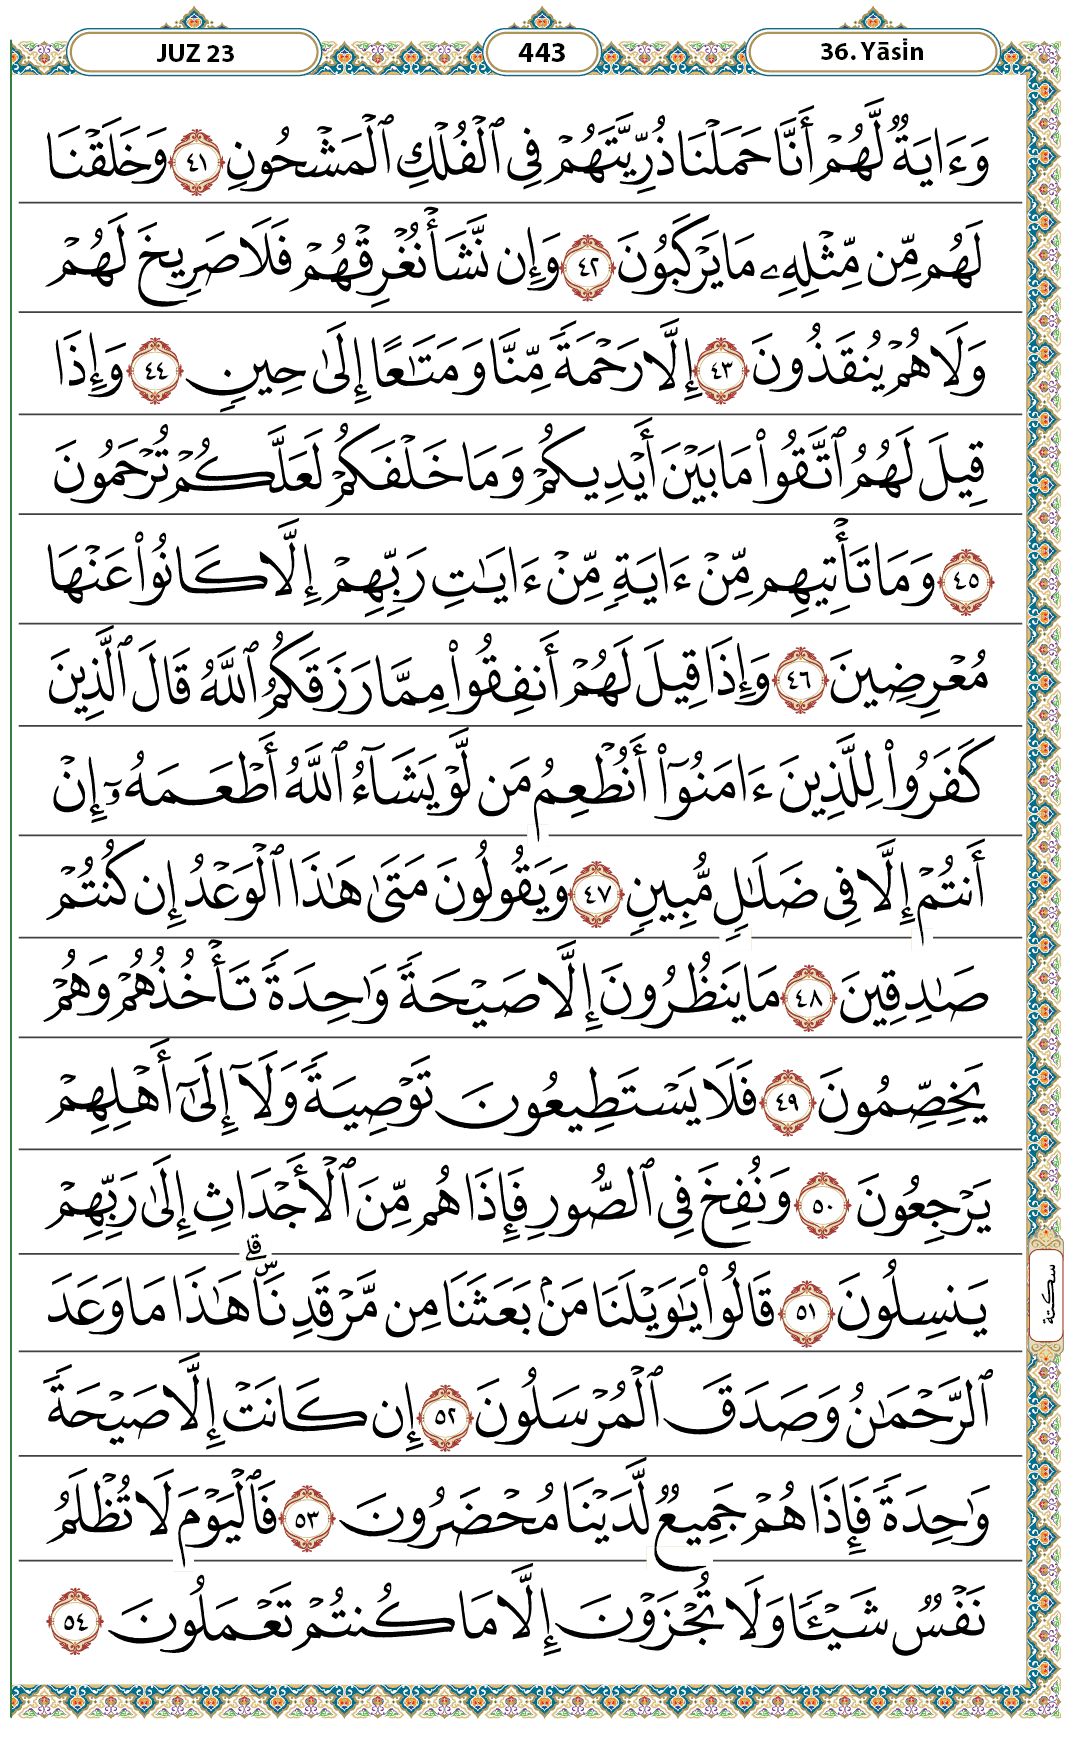 JUZ 23
443
36. Yāsin
وَءَايَةٌ لَّهُمْ أَنَّا حَمَلْنَا ذُرِّيَّتَهُمْ فِي ٱلْفُلْكِ ٱلْمَشْحُونِ ٤١ وَخَلَقْنَا
لَهُم مِّن مِّثْلِهِۦ مَا يَرْكَبُونَ ٤٢ وَإِن نَّشَأْ نُغْرِقْهُمْ فَلَا صَرِيخَ لَهُمْ
وَلَا هُمْ يُنقَذُونَ ٤٣ إِلَّا رَحْمَةً مِّنَّا وَمَتَـٰعًا إِلَىٰ حِينٍ ٤٤ وَإِذَا
قِيلَ لَهُمُ ٱتَّقُوا۟ مَا بَيْنَ أَيْدِيكُمْ وَمَا خَلْفَكُمْ لَعَلَّكُمْ تُرْحَمُونَ
٤٥ وَمَا تَأْتِيهِم مِّنْ ءَايَةٍ مِّنْ ءَايَـٰتِ رَبِّهِمْ إِلَّا كَانُوا۟ عَنْهَا
مُعْرِضِينَ ٤٦ وَإِذَا قِيلَ لَهُمْ أَنفِقُوا۟ مِمَّا رَزَقَكُمُ ٱللَّهُ قَالَ ٱلَّذِينَ
كَفَرُوا۟ لِلَّذِينَ ءَامَنُوٓا۟ أَنُطْعِمُ مَن لَّوْ يَشَآءُ ٱللَّهُ أَطْعَمَهُۥٓ إِنْ
أَنتُمْ إِلَّا فِي ضَلَـٰلٍ مُّبِينٍ ٤٧ وَيَقُولُونَ مَتَىٰ هَـٰذَا ٱلْوَعْدُ إِن كُنتُمْ
صَـٰدِقِينَ ٤٨ مَا يَنظُرُونَ إِلَّا صَيْحَةً وَٰحِدَةً تَأْخُذُهُمْ وَهُمْ
يَخِصِّمُونَ ٤٩ فَلَا يَسْتَطِيعُونَ تَوْصِيَةً وَلَآ إِلَىٰٓ أَهْلِهِمْ
يَرْجِعُونَ ٥٠ وَنُفِخَ فِي ٱلصُّورِ فَإِذَا هُم مِّنَ ٱلْأَجْدَاثِ إِلَىٰ رَبِّهِمْ
يَنسِلُونَ ٥١ قَالُوا۟ يَـٰوَيْلَنَا مَنۢ بَعَثَنَا مِن مَّرْقَدِنَا ۜ ۗ هَـٰذَا مَا وَعَدَ
ٱلرَّحْمَـٰنُ وَصَدَقَ ٱلْمُرْسَلُونَ ٥٢ إِن كَانَتْ إِلَّا صَيْحَةً
وَٰحِدَةً فَإِذَا هُمْ جَمِيعٌ لَّدَيْنَا مُحْضَرُونَ ٥٣ فَٱلْيَوْمَ لَا تُظْلَمُ
نَفْسٌ شَيْـًٔا وَلَا تُجْزَوْنَ إِلَّا مَا كُنتُمْ تَعْمَلُونَ ٥٤
سكتة